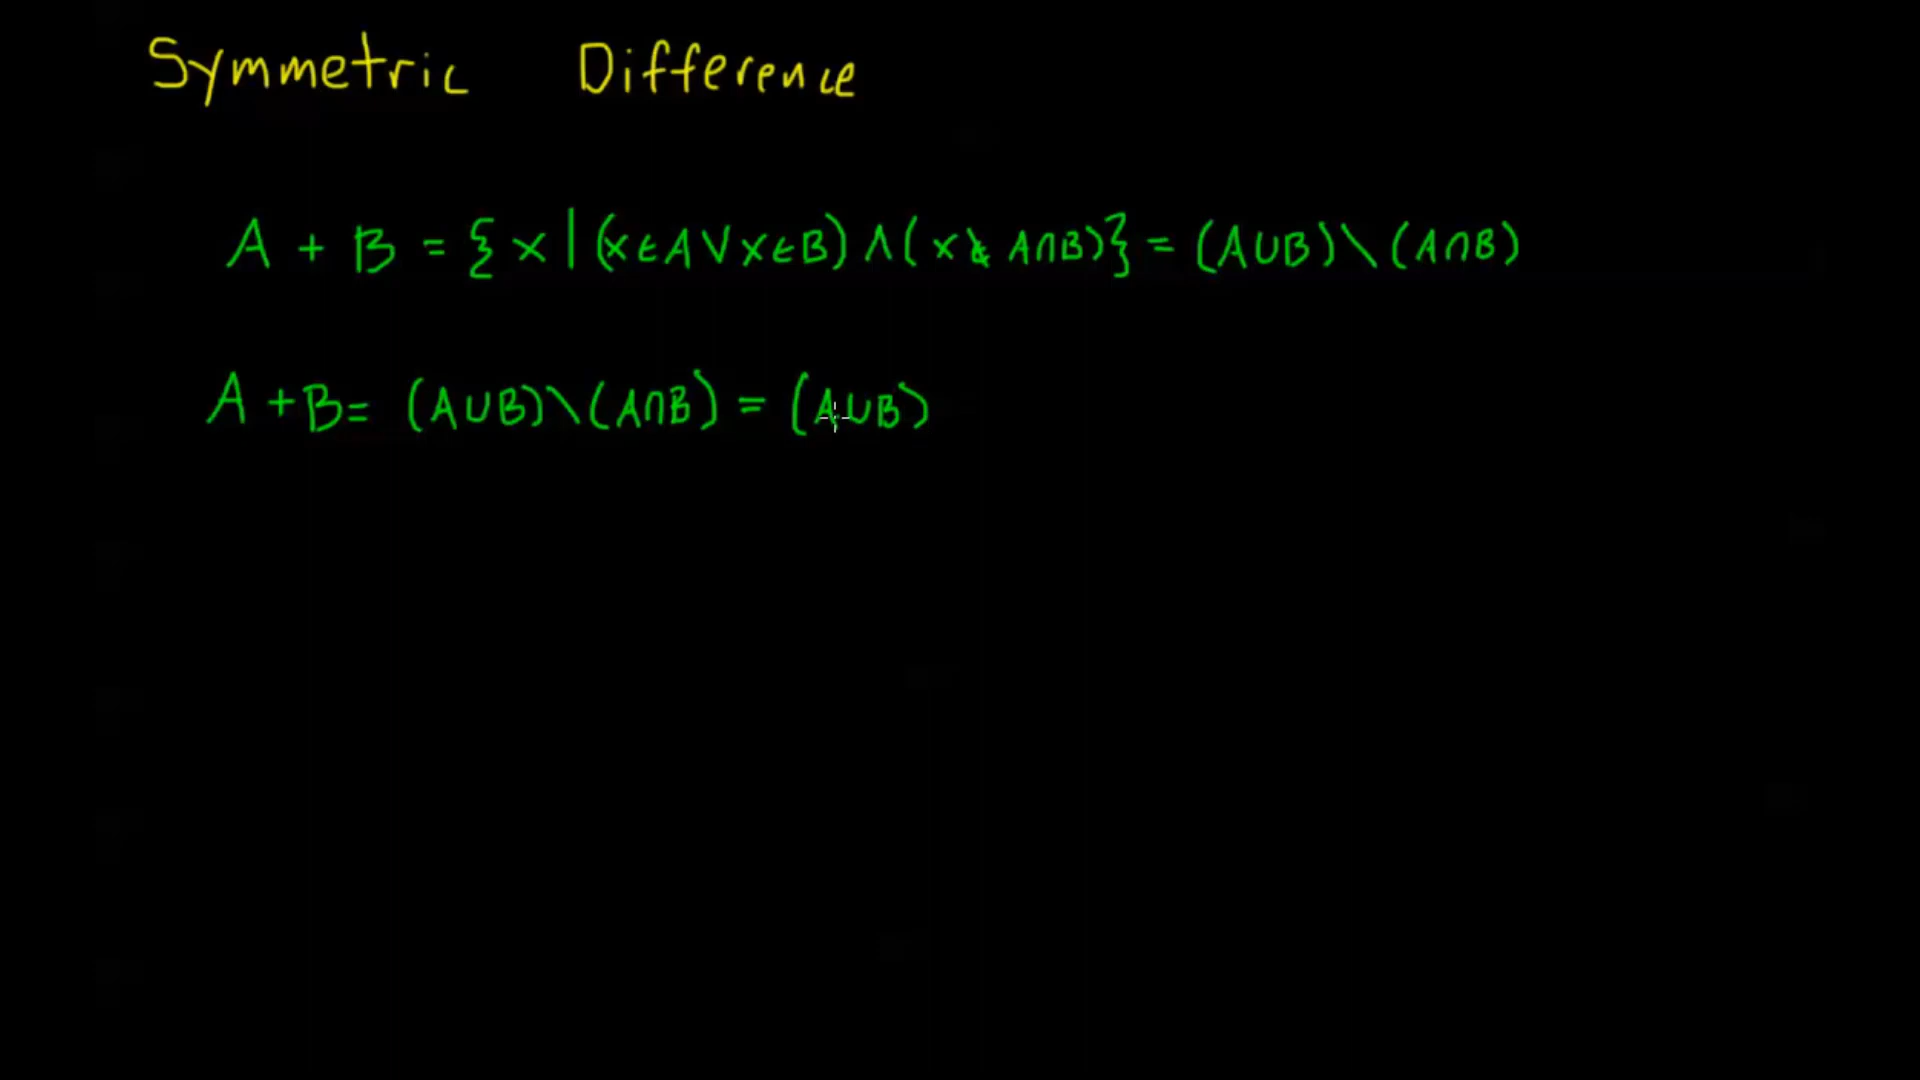 Symmetric Difference
A + B = { x | (x ∈ A ∨ x ∈ B) ∧ ( x ∉ A ∩ B)} = (A ∪ B) \ (A ∩ B)
A + B = (A ∪ B) \ (A ∩ B) = (A ∪ B)